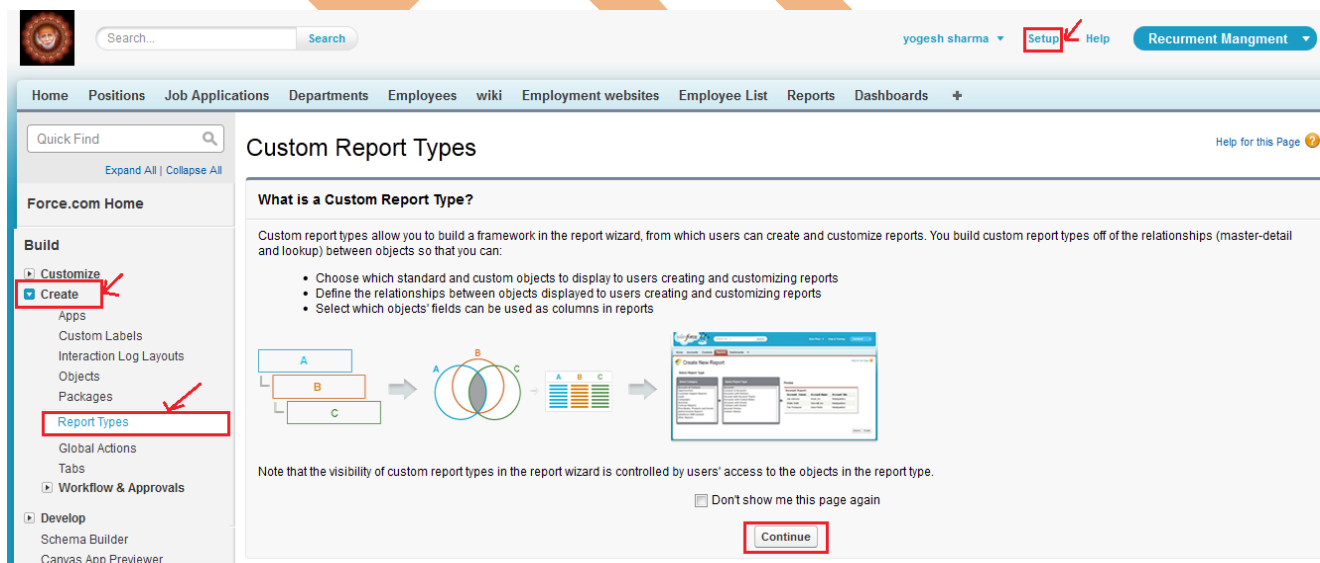 Search...
Search
yogesh sharma
Setup
Help
Recurment Mangment
Home Positions Job Applications Departments Employees wiki Employment websites Employee List Reports Dashboards +
Quick Find
Expand All | Collapse All
Force.com Home
Build
Customize
Create
Apps
Custom Labels
Interaction Log Layouts
Objects
Packages
Report Types
Global Actions
Tabs
Workflow & Approvals
Develop
Schema Builder
Canvas App Previewer
Custom Report Types
Help for this Page
What is a Custom Report Type?
Custom report types allow you to build a framework in the report wizard, from which users can create and customize reports. You build custom report types off of the relationships (master-detail
and lookup) between objects so that you can:
• Choose which standard and custom objects to display to users creating and customizing reports
• Define the relationships between objects displayed to users creating and customizing reports
• Select which objects' fields can be used as columns in reports
A
B
C
A
B
C
A B C
Create New Report
Note that the visibility of custom report types in the report wizard is controlled by users' access to the objects in the report type.
Don't show me this page again
Continue